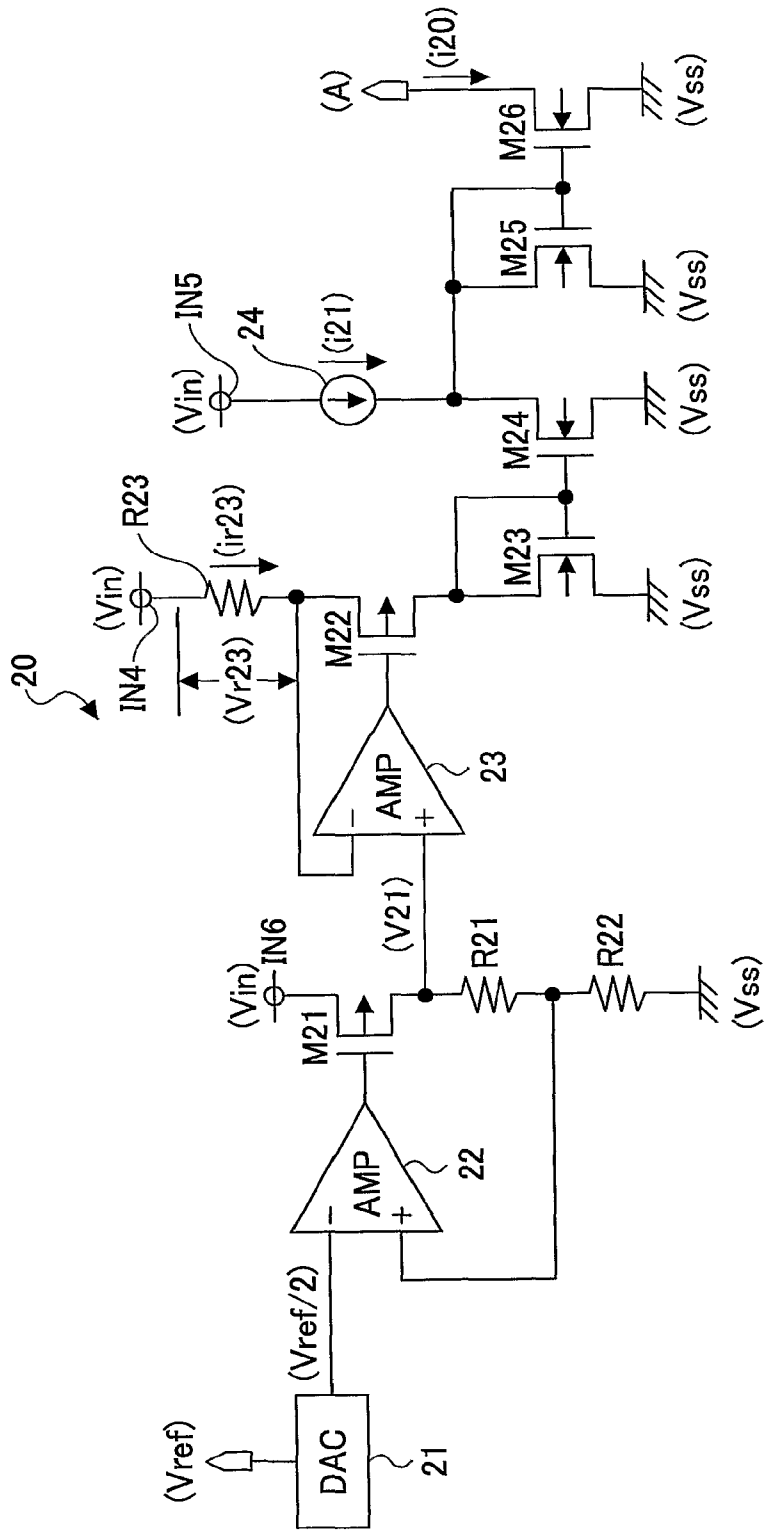 20
(Vref)
DAC
21
(Vref/2)
AMP
−
+
22
(Vin)
IN6
M21
(V21)
R21
R22
(Vss)
AMP
−
+
23
(Vin)
IN4
R23
(Vr23)
(ir23)
M22
M23
(Vss)
(Vin)
IN5
24
(i21)
M24
(Vss)
M25
(Vss)
(A)
(i20)
M26
(Vss)